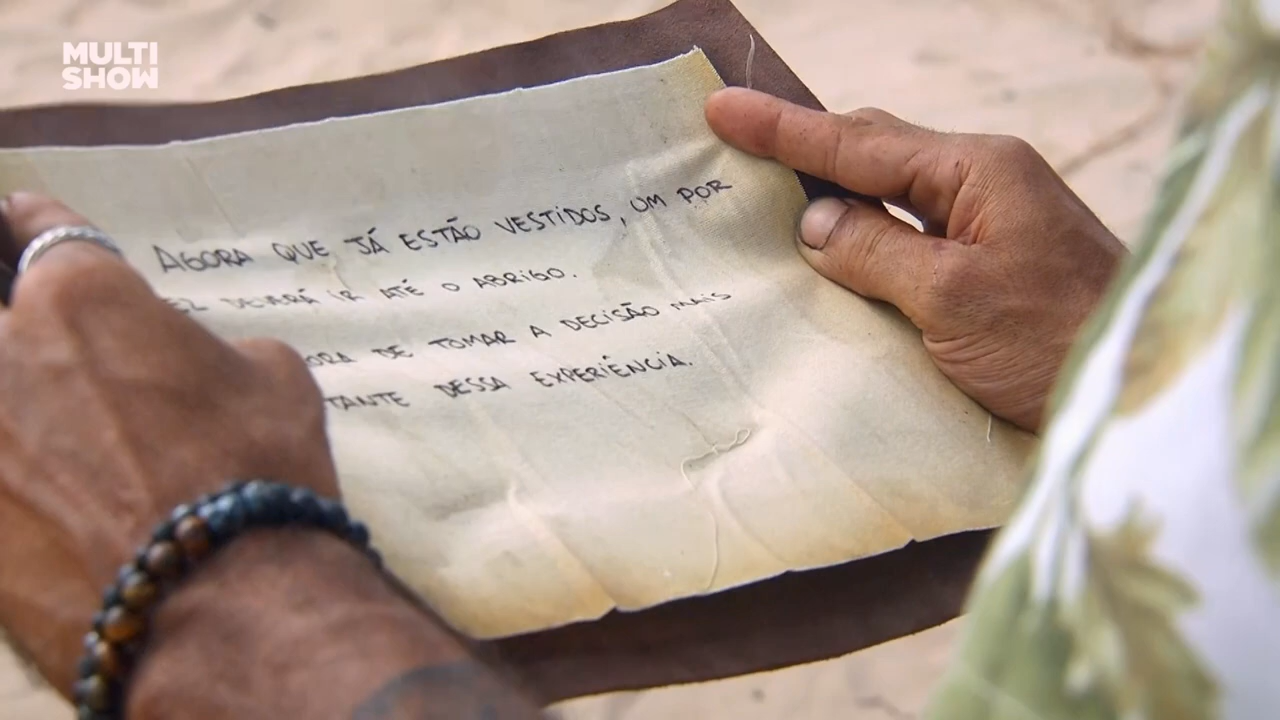 MULTI
SHOW
AGORA QUE JÁ ESTÃO VESTIDOS, UM POR
DEVERÁ IR ATÉ O ABRIGO.
DE TOMAR A DECISÃO MAIS
DESSA EXPERIÊNCIA.